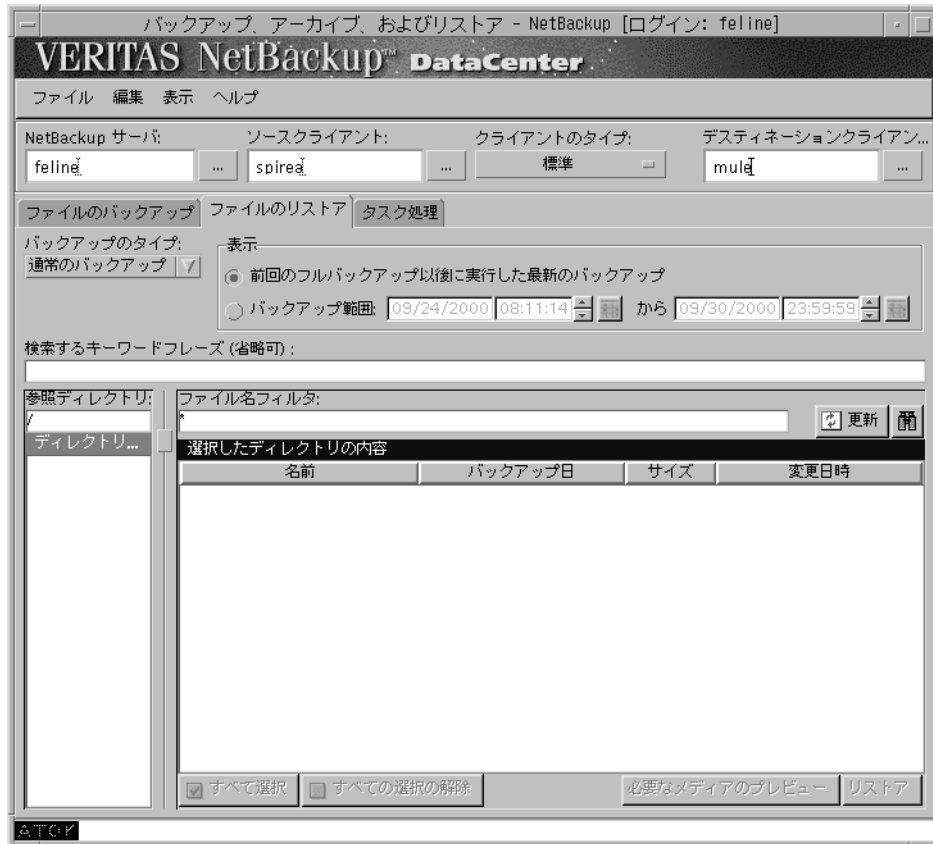 バックアップ、アーカイブ、およびリストア - NetBackup [ログイン: feline]
VERITAS NetBackup™ DataCenter
ファイル 編集 表示 ヘルプ
NetBackup サーバ: ソースクライアント: クライアントのタイプ: デスティネーションクライアン...
feline ... spirea ... 標準 mule ...
ファイルのバックアップ ファイルのリストア タスク処理
バックアップのタイプ: 表示
通常のバックアップ 前回のフルバックアップ以後に実行した最新のバックアップ
バックアップ範囲: 09/24/2000 08:11:14 から 09/30/2000 23:59:59
検索するキーワードフレーズ (省略可) :
参照ディレクトリ: ファイル名フィルタ:
/ * 更新
ディレクトリ... 選択したディレクトリの内容
名前 バックアップ日 サイズ 変更日時
すべて選択 すべての選択の解除 必要なメディアのプレビュー リストア
ATOK